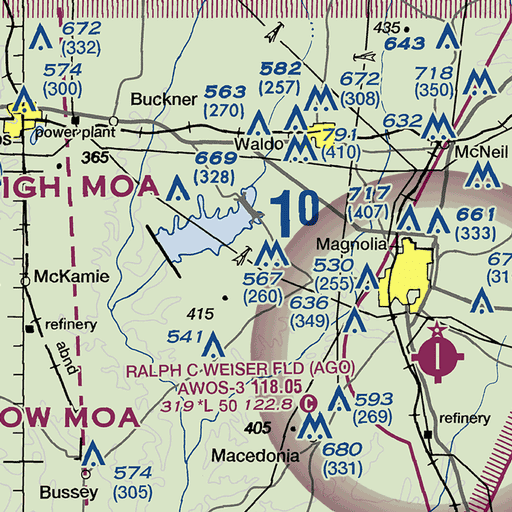 672
(332)
574
(300)
Buckner
563
(270)
582
(257)
672
(308)
435
643
718
(350)
power plant
365
Waldo
791
(410)
632
McNeil
IGH MOA
669
(328)
10
717
(407)
661
(333)
Magnolia
McKamie
567
(260)
530
(255)
636
(349)
415
refinery
541
abnd
RALPH C WEISER FLD (AGO)
AWOS-3 118.05
319 *L 50 122.8 C
OW MOA
593
(269)
405
refinery
Macedonia
680
(331)
574
(305)
Bussey